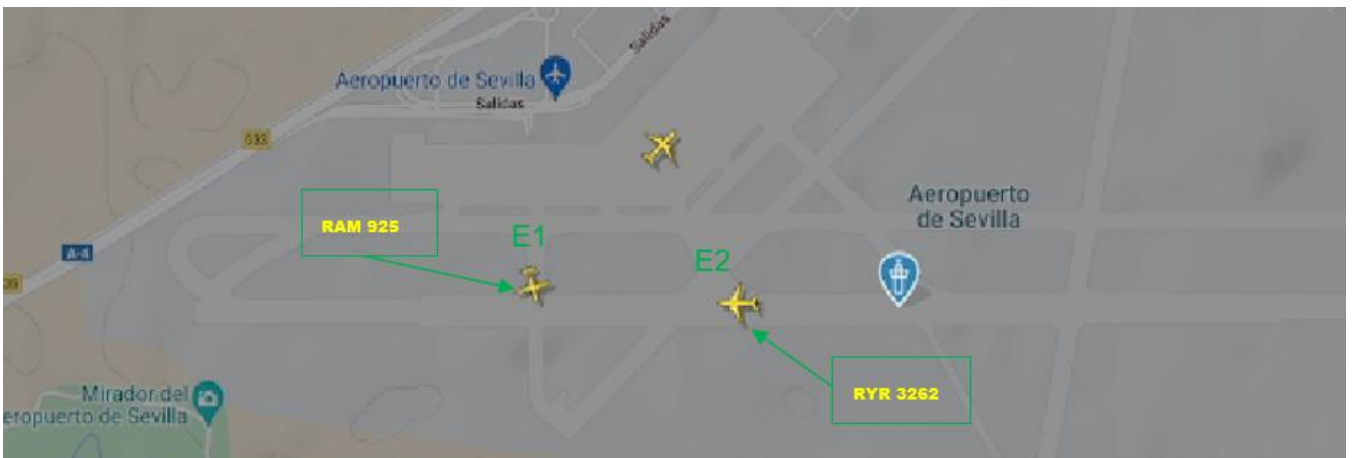 Salidas
Aeropuerto de Sevilla
Salidas
Aeropuerto
de Sevilla
RAM 925
E1
E2
A-4
RYR 3262
Mirador del
eropuerto de Sevilla